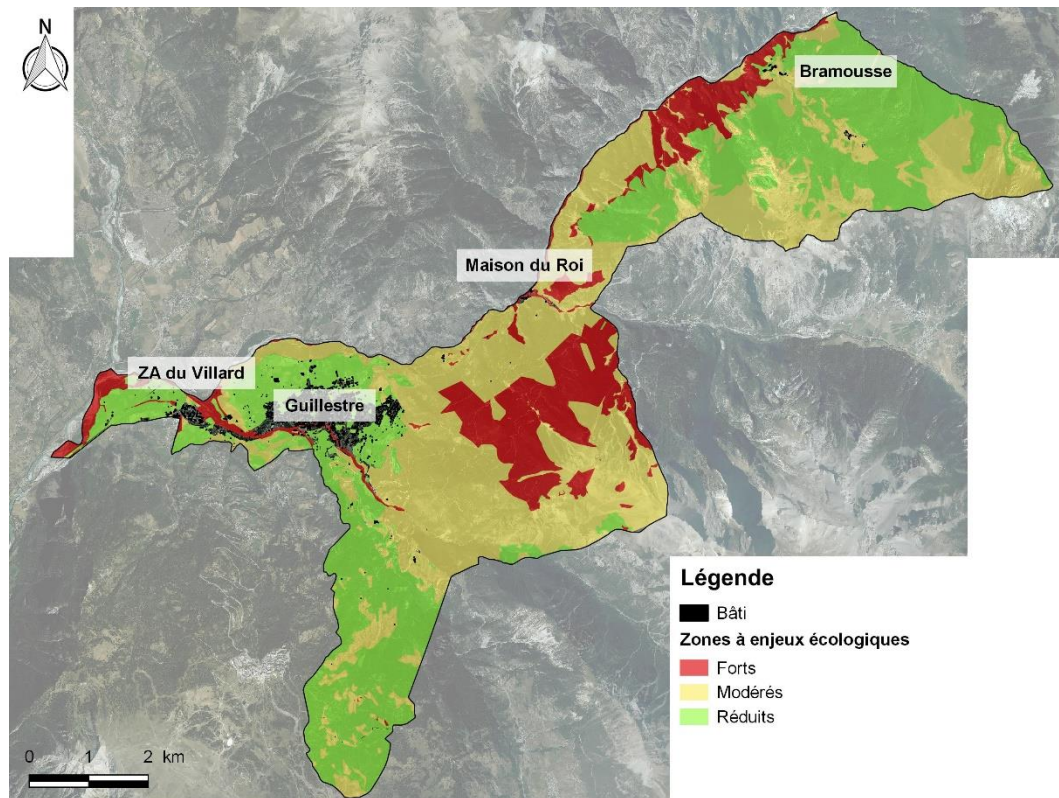 N
Bramousse
Maison du Roi
ZA du Villard
Guillestre
Légende
Bâti
Zones à enjeux écologiques
Forts
Modérés
Réduits
0 1 2 km